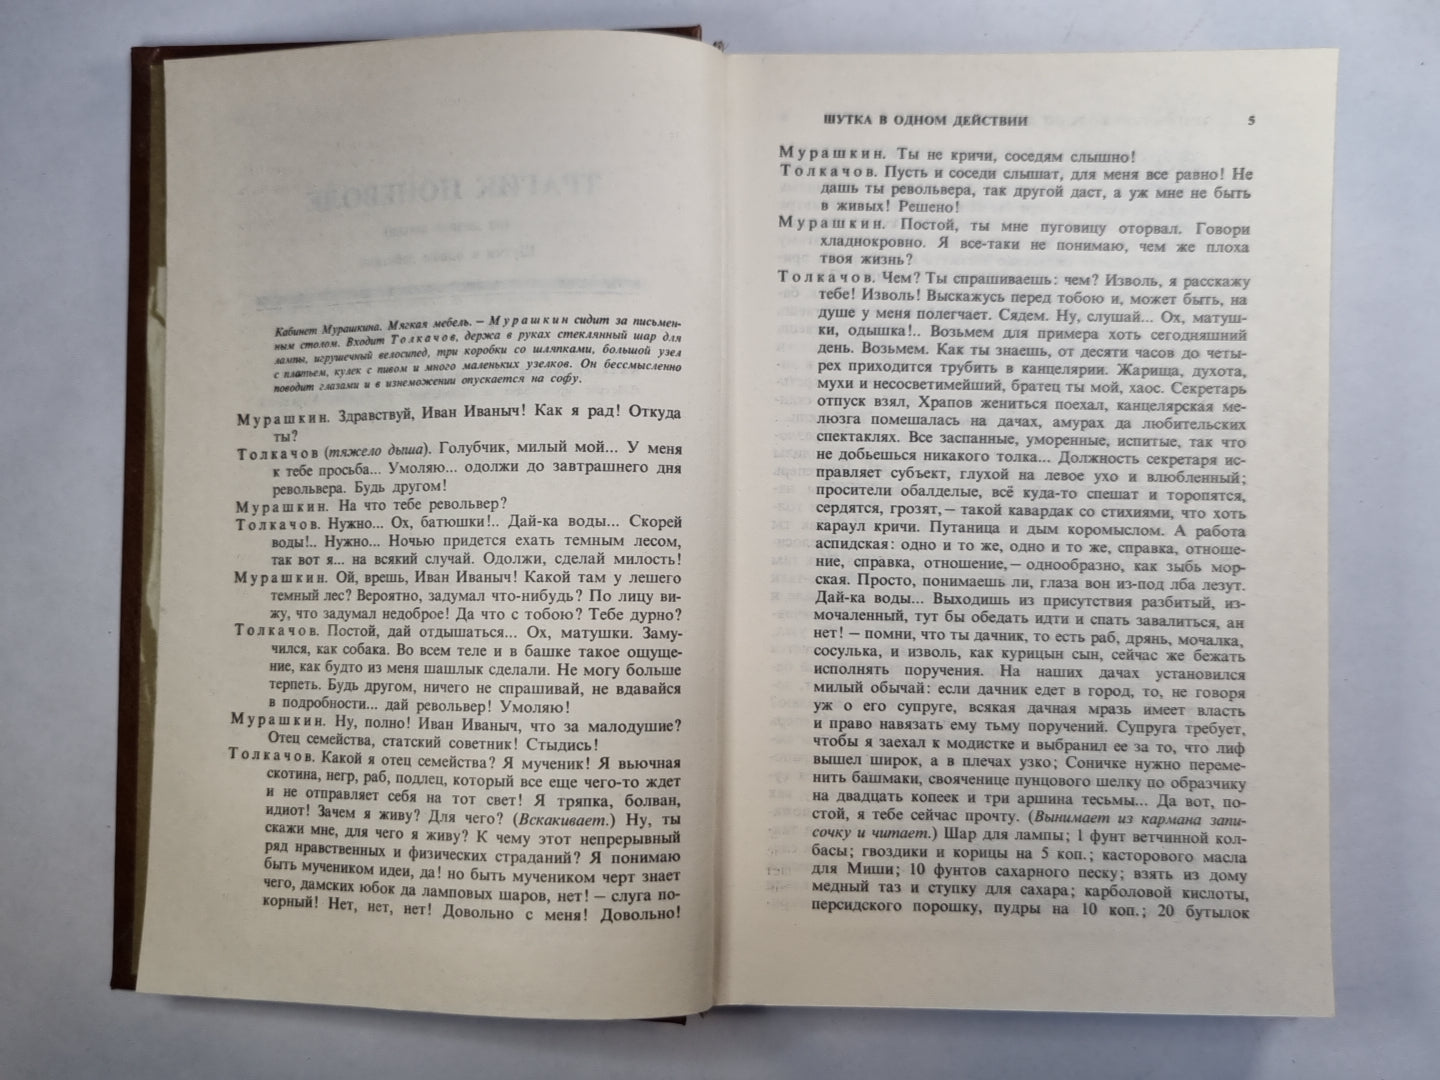 Кабинет Мурашкина. Мягкая мебель. – Мурашкин сидит за письмен-
ным столом. Входит Толкачов, держа в руках стеклянный шар для
лампы, игрушечный велосипед, три коробки со шляпками, большой узел
с платьем, кулек с пивом и много маленьких узелков. Он бессмысленно
поводит глазами и в изнеможении опускается на софу.
Мурашкин. Здравствуй, Иван Иваныч! Как я рад! Откуда
ты?
Толкачов (тяжело дыша). Голубчик, милый мой... У меня
к тебе просьба... Умоляю... одолжи до завтрашнего дня
револьвера. Будь другом!
Мурашкин. На что тебе револьвер?
Толкачов. Нужно... Ох, батюшки!.. Дай-ка воды... Скорей
воды!.. Нужно... Ночью придется ехать темным лесом,
так вот я... на всякий случай. Одолжи, сделай милость!
Мурашкин. Ой, врешь, Иван Иваныч! Какой там у лешего
темный лес? Вероятно, задумал что-нибудь? По лицу ви-
жу, что задумал недоброе! Да что с тобою? Тебе дурно?
Толкачов. Постой, дай отдышаться... Ох, матушки. Заму-
чился, как собака. Во всем теле и в башке такое ощуще-
ние, как будто из меня шашлык сделали. Не могу больше
терпеть. Будь другом, ничего не спрашивай, не вдавайся
в подробности... дай револьвер! Умоляю!
Мурашкин. Ну, полно! Иван Иваныч, что за малодушие?
Отец семейства, статский советник! Стыдись!
Толкачов. Какой я отец семейства? Я мученик! Я вьючная
скотина, негр, раб, подлец, который все еще чего-то ждет
и не отправляет себя на тот свет! Я тряпка, болван,
идиот! Зачем я живу? Для чего? (Вскакивает.) Ну, ты
скажи мне, для чего я живу? К чему этот непрерывный
ряд нравственных и физических страданий? Я понимаю
быть мучеником идеи, да! но быть мучеником черт знает
чего, дамских юбок да ламповых шаров, нет! – слуга по-
корный! Нет, нет, нет! Довольно с меня! Довольно!
ШУТКА В ОДНОМ ДЕЙСТВИИ 5
Мурашкин. Ты не кричи, соседям слышно!
Толкачов. Пусть и соседи слышат, для меня все равно! Не
дашь ты револьвера, так другой даст, а уж мне не быть
в живых! Решено!
Мурашкин. Постой, ты мне пуговицу оторвал. Говори
хладнокровно. Я все-таки не понимаю, чем же плоха
твоя жизнь?
Толкачов. Чем? Ты спрашиваешь: чем? Изволь, я расскажу
тебе! Изволь! Выскажусь перед тобою и, может быть, на
душе у меня полегчает. Сядем. Ну, слушай... Ох, матуш-
ки, одышка!.. Возьмем для примера хоть сегодняшний
день. Возьмем. Как ты знаешь, от десяти часов до четы-
рех приходится трубить в канцелярии. Жарища, духота,
мухи и несосветимейший, братец ты мой, хаос. Секретарь
отпуск взял, Храпов жениться поехал, канцелярская ме-
люзга помешалась на дачах, амурах да любительских
спектаклях. Все заспанные, уморенные, испитые, так что
не добьешься никакого толка... Должность секретаря ис-
правляет субъект, глухой на левое ухо и влюбленный;
просители обалделые, всё куда-то спешат и торопятся,
сердятся, грозят, – такой кавардак со стихиями, что хоть
караул кричи. Путаница и дым коромыслом. А работа
аспидская: одно и то же, одно и то же, справка, отноше-
ние, справка, отношение, – однообразно, как зыбь мор-
ская. Просто, понимаешь ли, глаза вон из-под лба лезут.
Дай-ка воды... Выходишь из присутствия разбитый, из-
мочаленный, тут бы обедать идти и спать завалиться, ан
нет! – помни, что ты дачник, то есть раб, дрянь, мочалка,
сосулька, и изволь, как курицын сын, сейчас же бежать
исполнять поручения. На наших дачах установился
милый обычай: если дачник едет в город, то, не говоря
уж о его супруге, всякая дачная мразь имеет власть
и право навязать ему тьму поручений. Супруга требует,
чтобы я заехал к модистке и выбранил ее за то, что лиф
вышел широк, а в плечах узко; Соничке нужно переме-
нить башмаки, свояченице пунцового шелку по образчику
на двадцать копеек и три аршина тесьмы... Да вот, по-
стой, я тебе сейчас прочту. (Вынимает из кармана запи-
сочку и читает.) Шар для лампы; 1 фунт ветчинной кол-
басы; гвоздики и корицы на 5 коп.; касторового масла
для Миши; 10 фунтов сахарного песку; взять из дому
медный таз и ступку для сахара; карболовой кислоты,
персидского порошку, пудры на 10 коп.; 20 бутылок